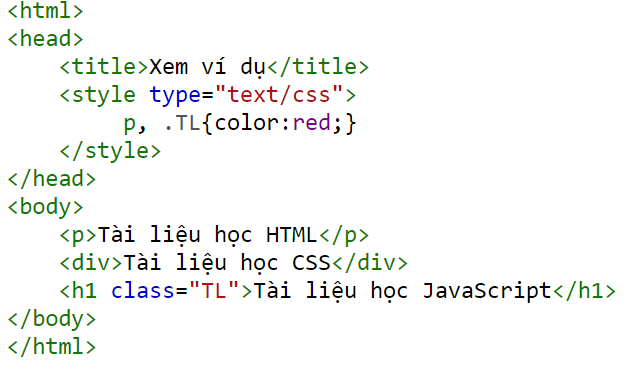 <html>
<head>
    <title>Xem ví dụ</title>
    <style type="text/css">
         p, .TL{color:red;}
    </style>
</head>
<body>
    <p>Tài liệu học HTML</p>
    <div>Tài liệu học CSS</div>
    <h1 class="TL">Tài liệu học JavaScript</h1>
</body>
</html>